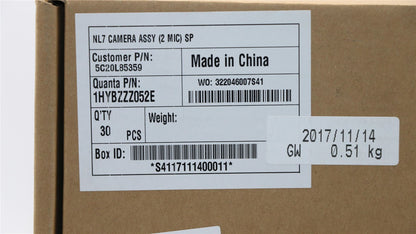 NL7 CAMERA ASSY (2 MIC) SP
Customer P/N:
5C20L85359
Made in China
Quanta P/N:
1HYBZZZ052E
WO: 322046007S41
Q'TY
30 PCS
Weight:
2017/11/14
GW 0.51 kg
Box ID:
*S4117111400011*